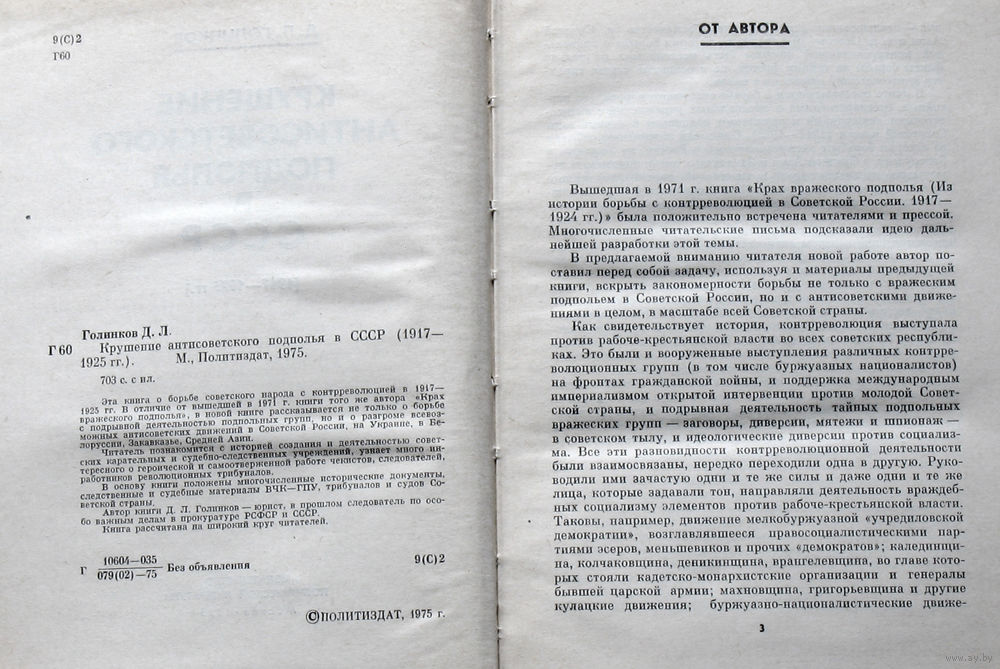 9(С)2
Г60
Голинков Д. Л.
Г 60
Крушение антисоветского подполья в СССР (1917—
1925 гг.). М., Политиздат, 1975.
703 с. с ил.
Эта книга о борьбе советского народа с контрреволюцией в 1917—
1925 гг. В отличие от вышедшей в 1971 г. книги того же автора «Крах
вражеского подполья», в новой книге рассказывается не только о борьбе
с подрывной деятельностью подпольных групп, но и о разгроме всевоз-
можных антисоветских движений в Советской России, на Украине, в Бе-
лоруссии, Закавказье, Средней Азии.
Читатель познакомится с историей создания и деятельностью совет-
ских карательных и судебно-следственных учреждений, узнает много ин-
тересного о героической и самоотверженной работе чекистов, следователей,
работников революционных трибуналов.
В основу книги положены многочисленные исторические документы,
следственные и судебные материалы ВЧК—ГПУ, трибуналов и судов Со-
ветской страны.
Автор книги Д. Л. Голинков — юрист, в прошлом следователь по осо-
бо важным делам в прокуратуре РСФСР и СССР.
Книга рассчитана на широкий круг читателей.
Г 10604—035
079(02)—75 Без объявления 9(С)2
©ПОЛИТИЗДАТ, 1975 г.
ОТ АВТОРА
Вышедшая в 1971 г. книга «Крах вражеского подполья (Из
истории борьбы с контрреволюцией в Советской России. 1917—
1924 гг.)» была положительно встречена читателями и прессой.
Многочисленные читательские письма подсказали идею даль-
нейшей разработки этой темы.
В предлагаемой вниманию читателя новой работе автор по-
ставил перед собой задачу, используя и материалы предыдущей
книги, вскрыть закономерности борьбы не только с вражеским
подпольем в Советской России, но и с антисоветскими движе-
ниями в целом, в масштабе всей Советской страны.
Как свидетельствует история, контрреволюция выступала
против рабоче-крестьянской власти во всех советских республи-
ках. Это были и вооруженные выступления различных контрре-
волюционных групп (в том числе буржуазных националистов)
на фронтах гражданской войны, и поддержка международным
империализмом открытой интервенции против молодой Совет-
ской страны, и подрывная деятельность тайных подпольных
вражеских групп — заговоры, диверсии, мятежи и шпионаж —
в советском тылу, и идеологические диверсии против социализ-
ма. Все эти разновидности контрреволюционной деятельности
были взаимосвязаны, нередко переходили одна в другую. Руко-
водили ими зачастую одни и те же силы и даже одни и те же
лица, которые задавали тон, направляли деятельность враждеб-
ных социализму элементов против рабоче-крестьянской власти.
Таковы, например, движение мелкобуржуазной «учредиловской
демократии», возглавлявшееся правосоциалистическими пар-
тиями эсеров, меньшевиков и прочих «демократов»; калединщи-
на, колчаковщина, деникинщина, врангелевщина, во главе кото-
рых стояли кадетско-монархистские организации и генералы
бывшей царской армии; махновщина, григорьевщина и другие
кулацкие движения; буржуазно-националистические движе-
3
www.ay.by